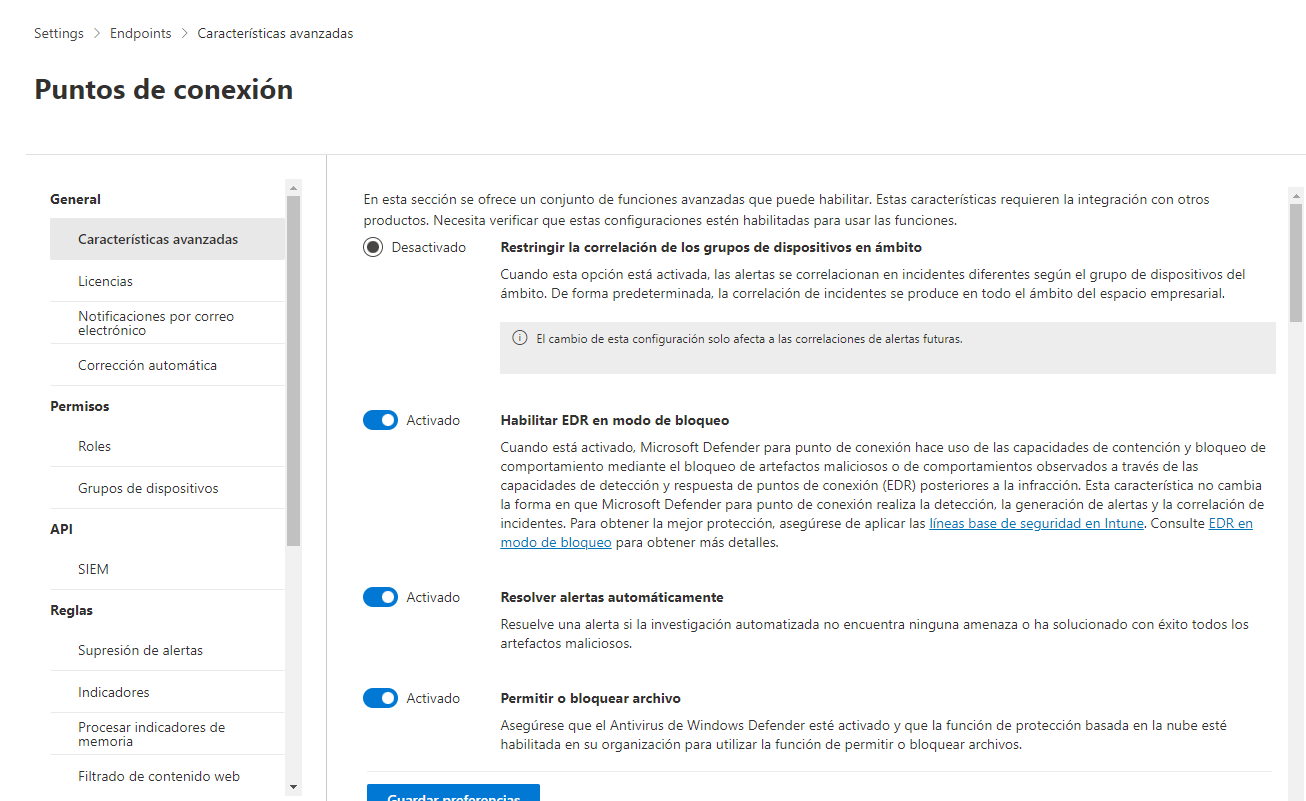 Settings > Endpoints > Características avanzadas
Puntos de conexión
General
Características avanzadas
Licencias
Notificaciones por correo
electrónico
Corrección automática
Permisos
Roles
Grupos de dispositivos
API
SIEM
Reglas
Supresión de alertas
Indicadores
Procesar indicadores de
memoria
Filtrado de contenido web
En esta sección se ofrece un conjunto de funciones avanzadas que puede habilitar. Estas características requieren la integración con otros
productos. Necesita verificar que estas configuraciones estén habilitadas para usar las funciones.
Desactivado
Restringir la correlación de los grupos de dispositivos en ámbito
Cuando esta opción está activada, las alertas se correlacionan en incidentes diferentes según el grupo de dispositivos del
ámbito. De forma predeterminada, la correlación de incidentes se produce en todo el ámbito del espacio empresarial.
El cambio de esta configuración solo afecta a las correlaciones de alertas futuras.
Activado
Habilitar EDR en modo de bloqueo
Cuando está activado, Microsoft Defender para punto de conexión hace uso de las capacidades de contención y bloqueo de
comportamiento mediante el bloqueo de artefactos maliciosos o de comportamientos observados a través de las
capacidades de detección y respuesta de puntos de conexión (EDR) posteriores a la infracción. Esta característica no cambia
la forma en que Microsoft Defender para punto de conexión realiza la detección, la generación de alertas y la correlación de
incidentes. Para obtener la mejor protección, asegúrese de aplicar las líneas base de seguridad en Intune. Consulte EDR en
modo de bloqueo para obtener más detalles.
Activado
Resolver alertas automáticamente
Resuelve una alerta si la investigación automatizada no encuentra ninguna amenaza o ha solucionado con éxito todos los
artefactos maliciosos.
Activado
Permitir o bloquear archivo
Asegúrese que el Antivirus de Windows Defender esté activado y que la función de protección basada en la nube esté
habilitada en su organización para utilizar la función de permitir o bloquear archivos.
Guardar preferencias